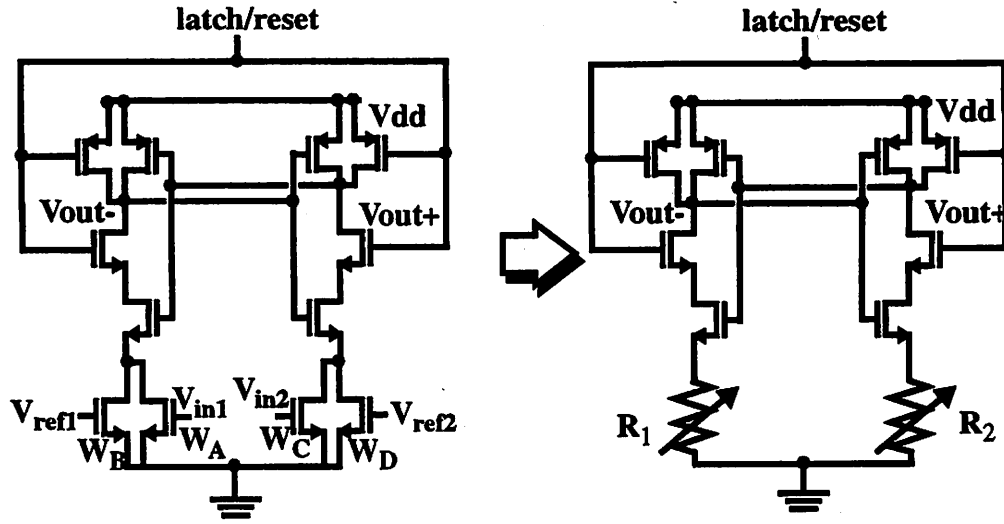 latch/reset
latch/reset
Vdd
Vdd
Vout-
Vout+
Vout-
Vout+
Vref1
Vin1
Vin2
Vref2
WB
WA
WC
WD
R1
R2